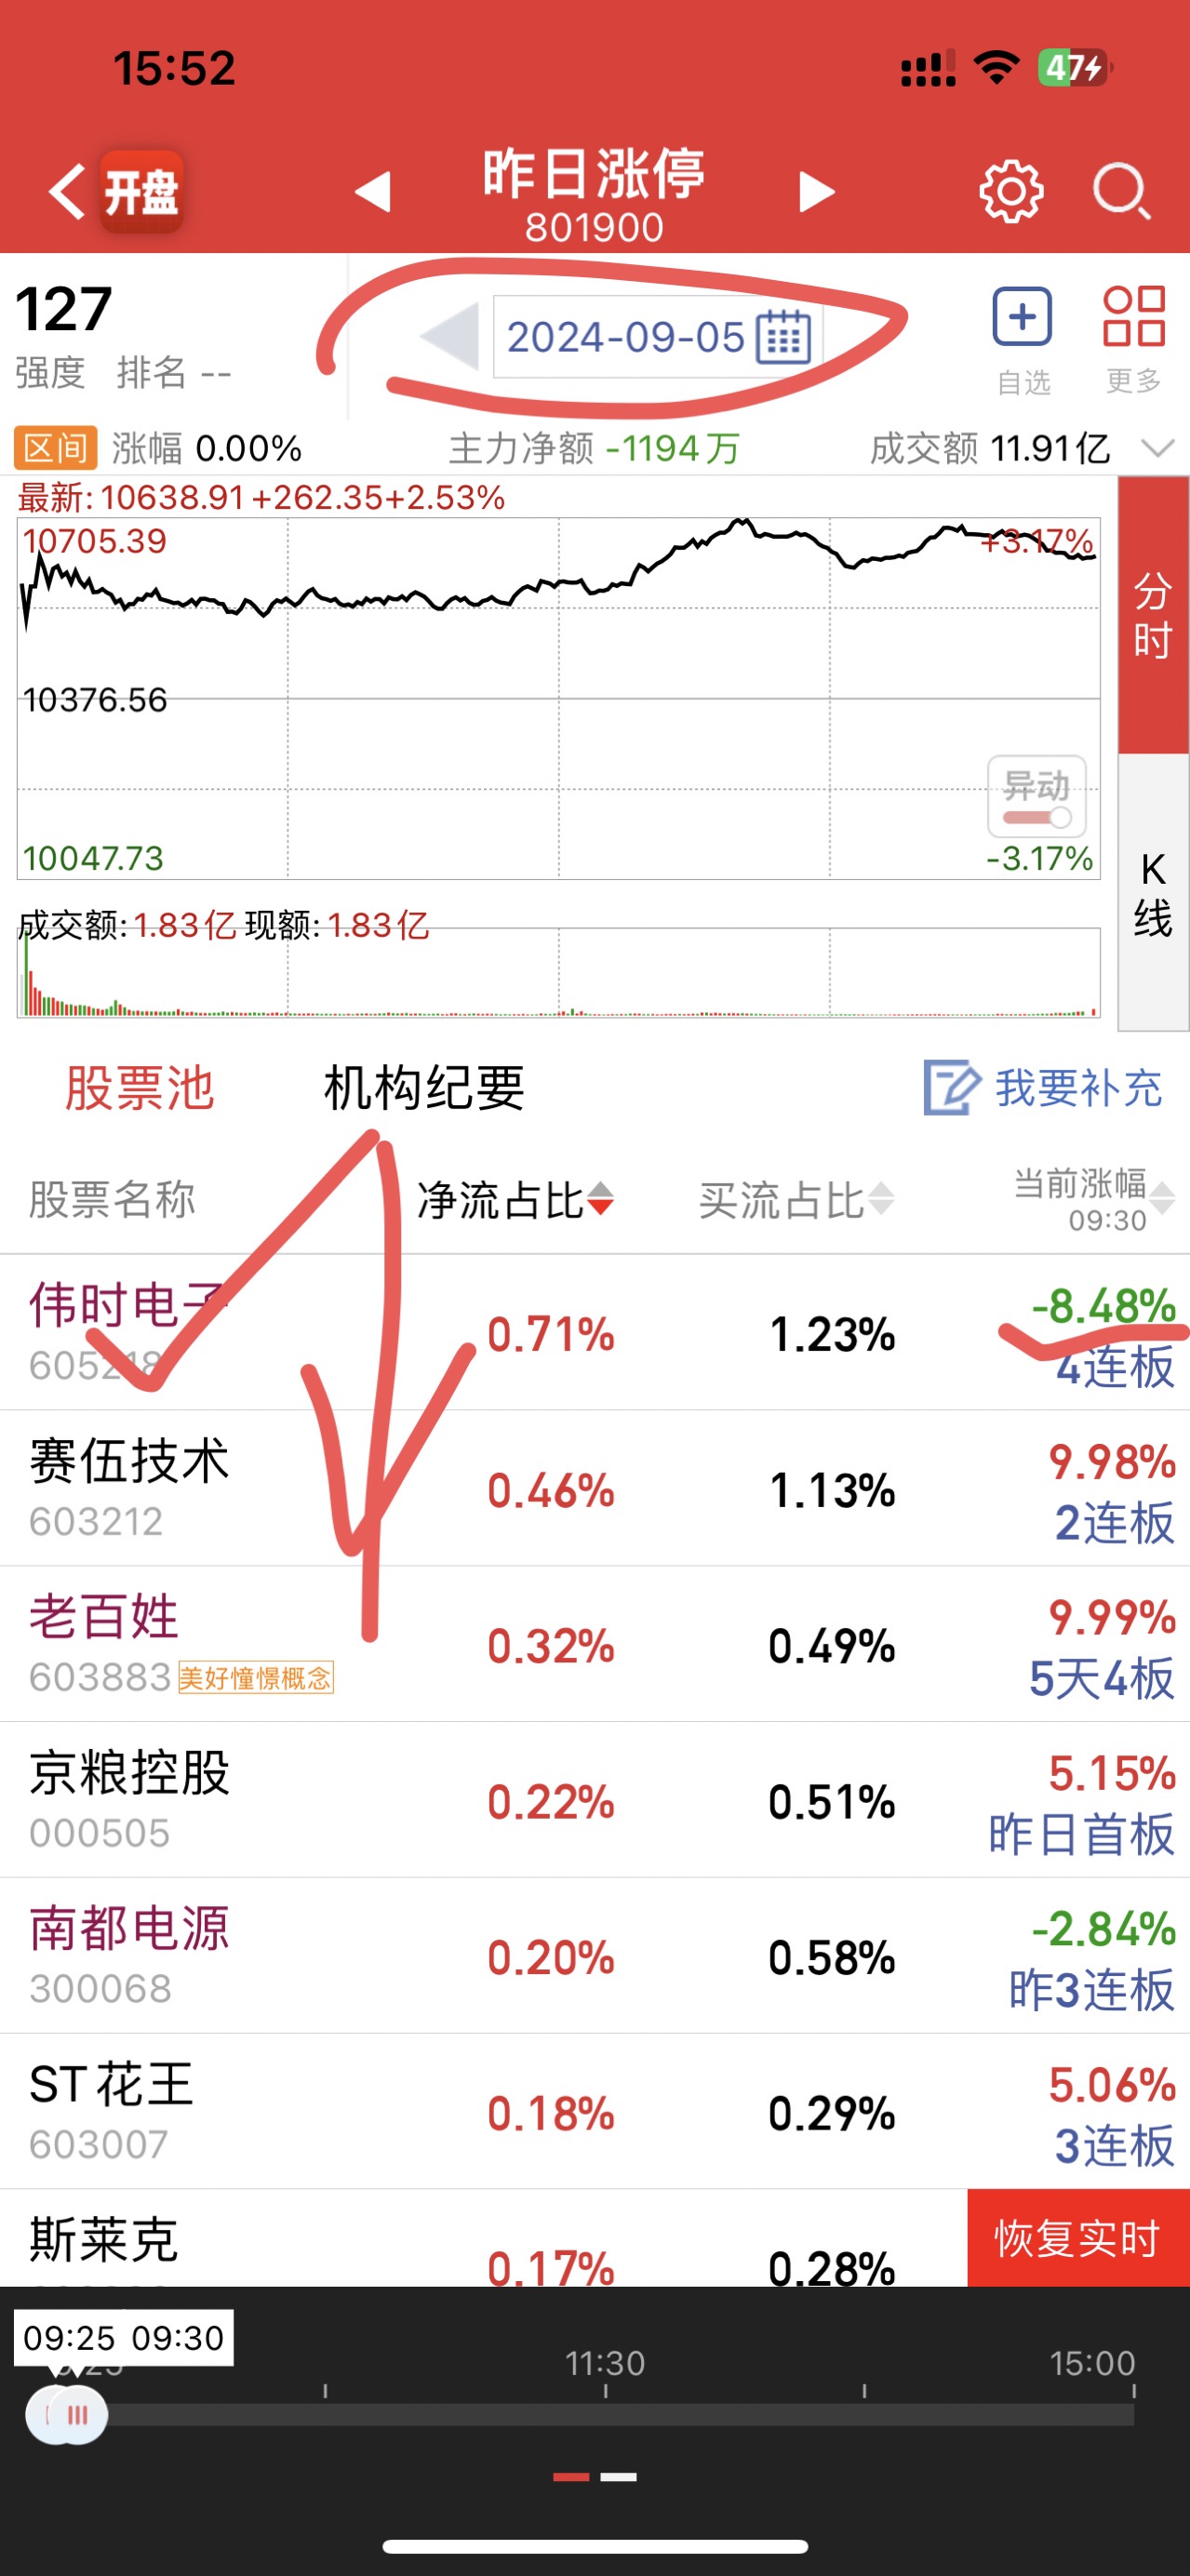 15:52
47
开盘
昨日涨停
801900
127
强度 排名 --
2024-09-05
自选
更多
区间 涨幅 0.00% 主力净额 -1194万 成交额 11.91亿
最新: 10638.91 +262.35 +2.53%
10705.39
+3.17%
10376.56
10047.73
-3.17%
异动
分时
K线
成交额: 1.83亿 现额: 1.83亿
股票池 机构纪要 我要补充
股票名称 净流占比 买流占比 当前涨幅
09:30
伟时电子 0.71% 1.23% -8.48%
605218 4连板
赛伍技术 0.46% 1.13% 9.98%
603212 2连板
老百姓 0.32% 0.49% 9.99%
603883 美好憧憬概念 5天4板
京粮控股 0.22% 0.51% 5.15%
000505 昨日首板
南都电源 0.20% 0.58% -2.84%
300068 昨3连板
ST花王 0.18% 0.29% 5.06%
603007 3连板
斯莱克 0.17% 0.28%
恢复实时
09:25 09:30
11:30
15:00